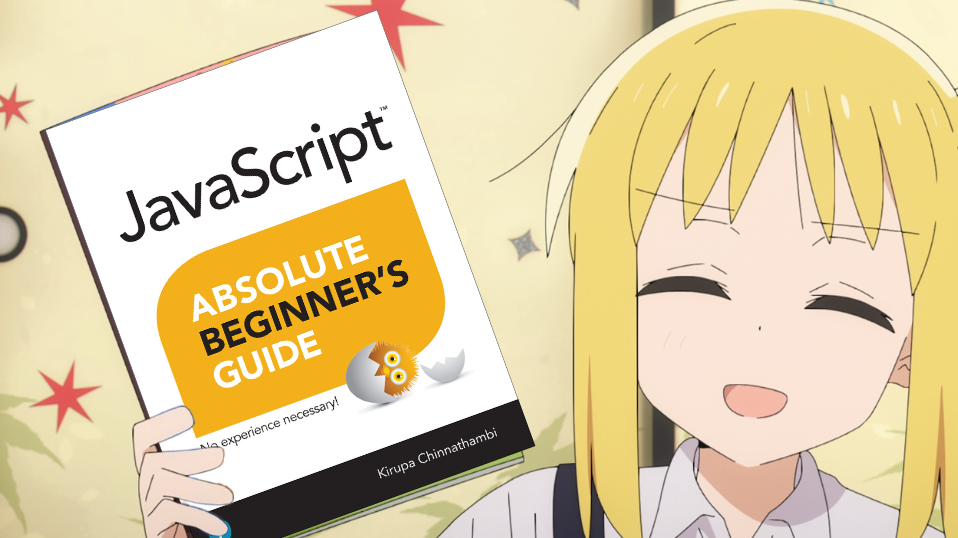 JavaScript™
ABSOLUTE
BEGINNER'S
GUIDE
No experience necessary!
Kirupa Chinnathambi